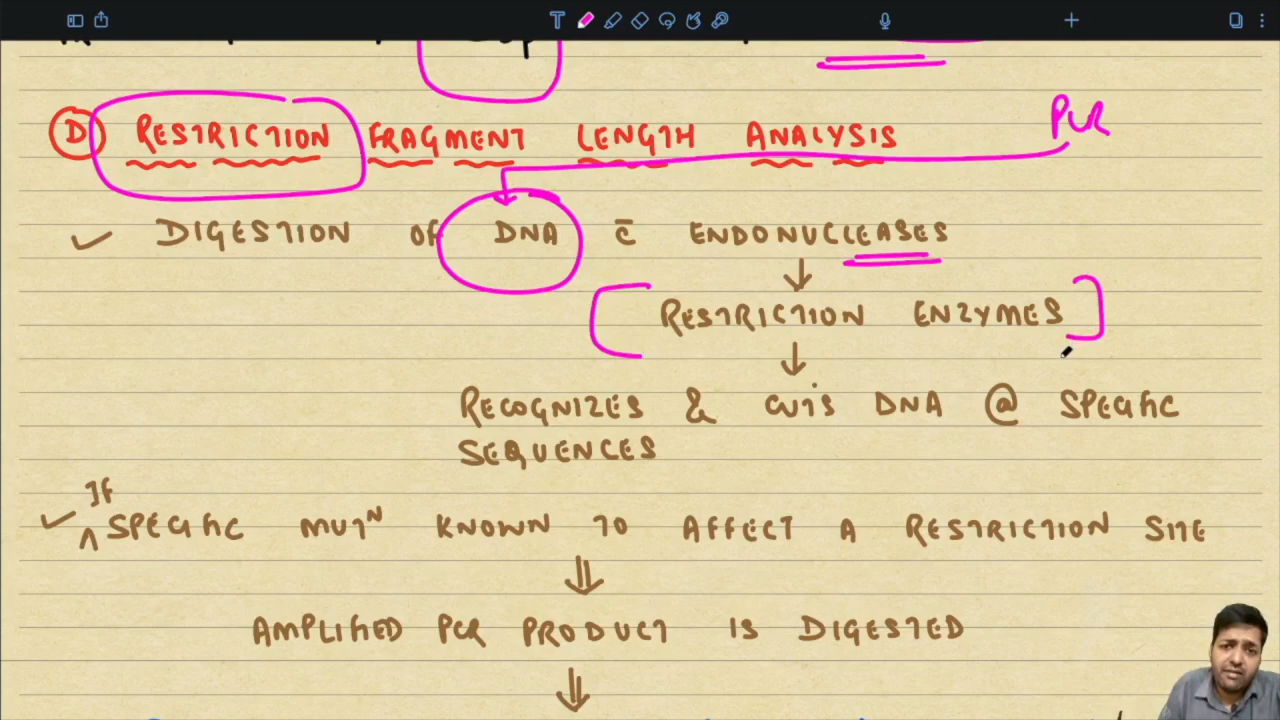 PCR
D RESTRICTION FRAGMENT LENGTH ANALYSIS
✓ DIGESTION OF DNA c̄ ENDONUCLEASES
↓
[RESTRICTION ENZYMES]
↓
RECOGNIZES & CUTS DNA @ SPECIFIC
SEQUENCES
If
✓ ^ SPECIFIC MUTⁿ KNOWN TO AFFECT A RESTRICTION SITE
⇓
AMPLIFIED PCR PRODUCT IS DIGESTED
⇓